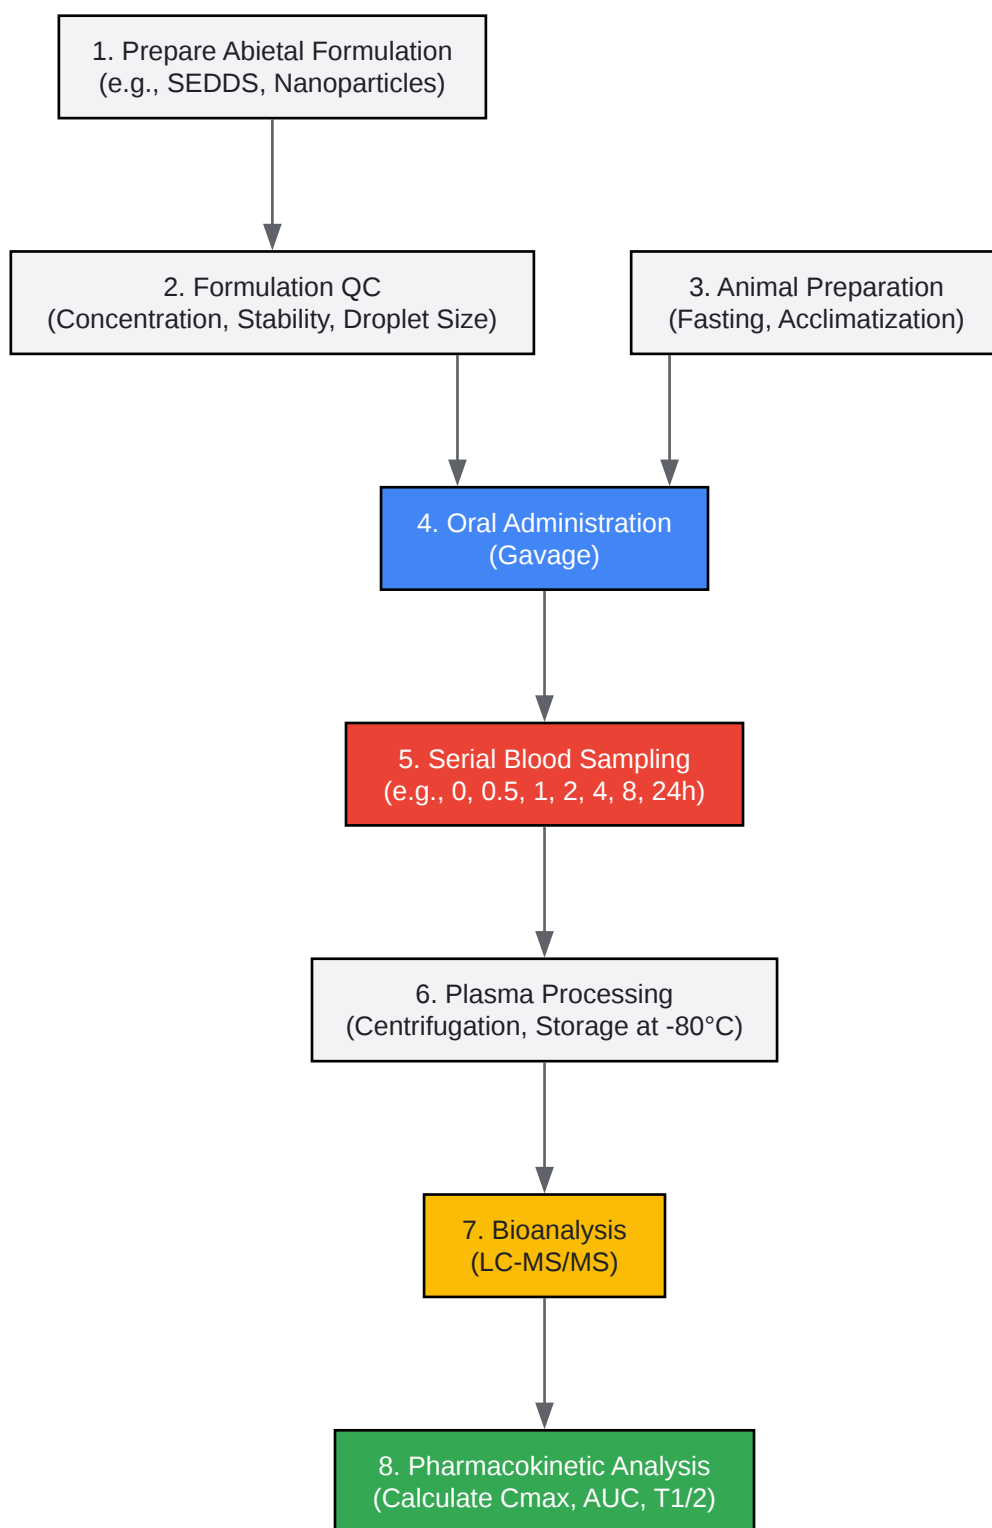 1. Prepare Abietal Formulation
(e.g., SEDDS, Nanoparticles)
2. Formulation QC
(Concentration, Stability, Droplet Size)
3. Animal Preparation
(Fasting, Acclimatization)
4. Oral Administration
(Gavage)
5. Serial Blood Sampling
(e.g., 0, 0.5, 1, 2, 4, 8, 24h)
6. Plasma Processing
(Centrifugation, Storage at -80°C)
7. Bioanalysis
(LC-MS/MS)
8. Pharmacokinetic Analysis
(Calculate Cmax, AUC, T1/2)